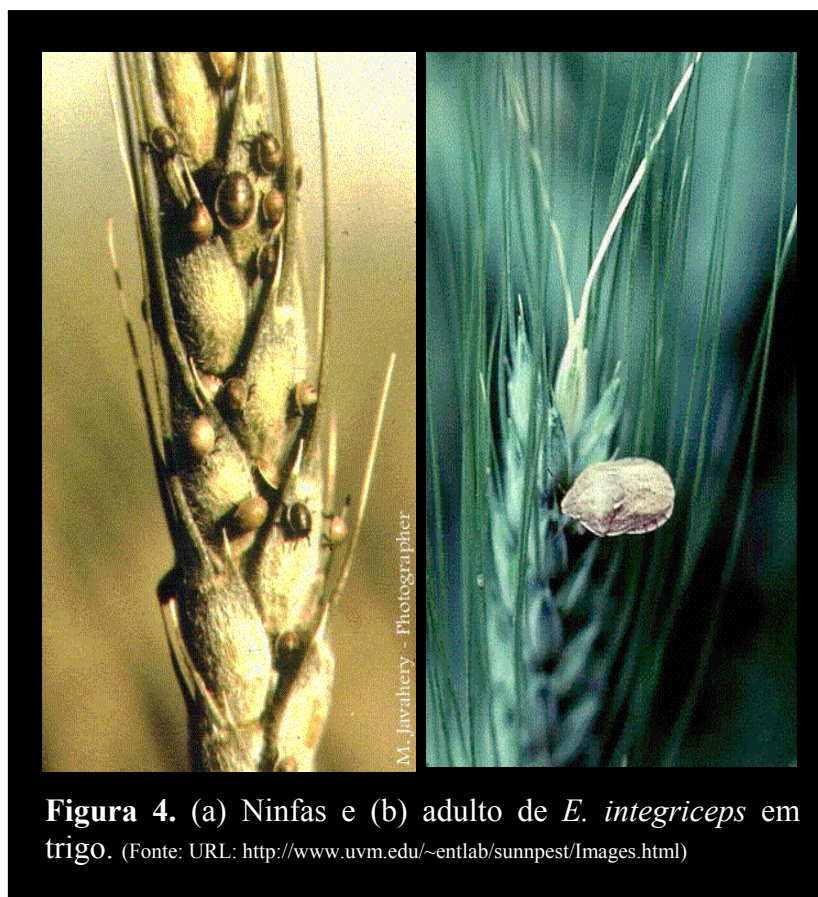 M. Javahery - Photographer
Figura 4. (a) Ninfas e (b) adulto de E. integriceps em
trigo. (Fonte: URL: http://www.uvm.edu/~entlab/sunnpest/Images.html)